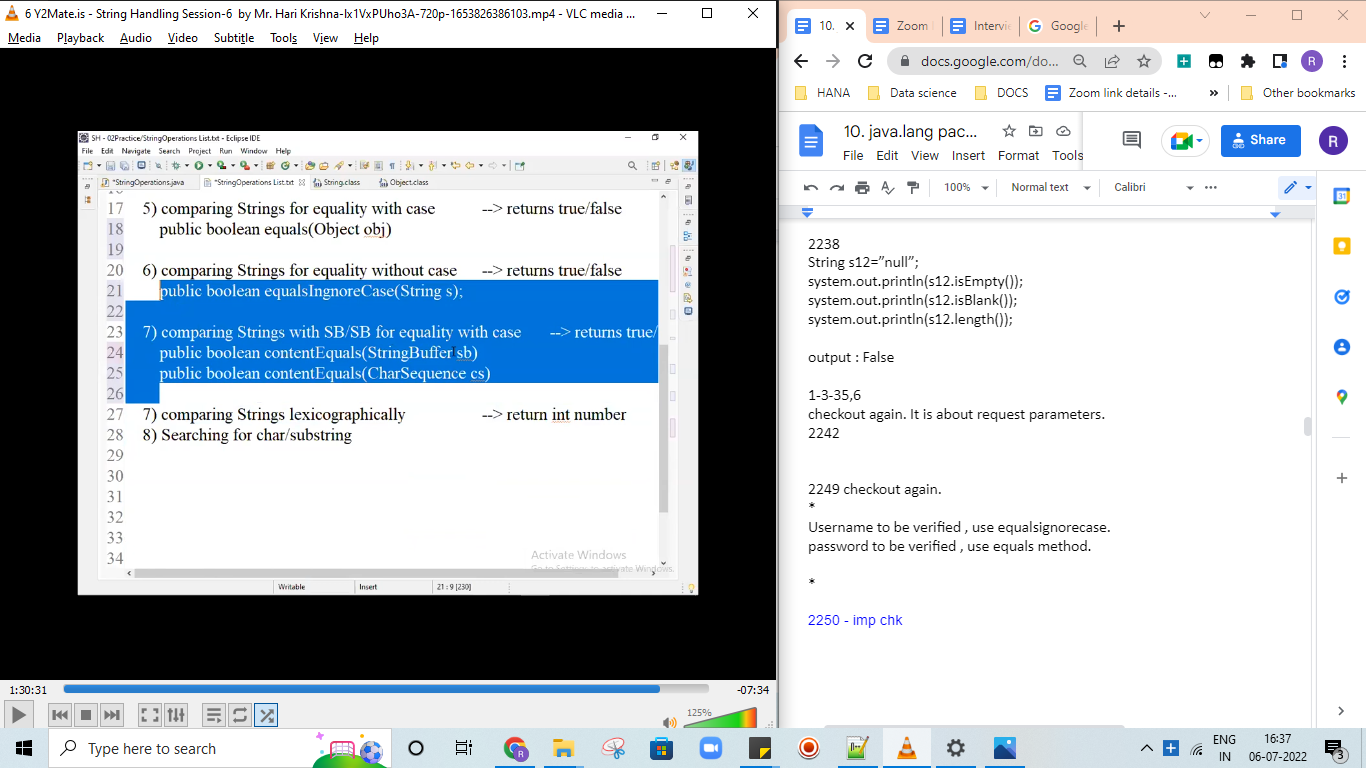 6 Y2Mate.is - String Handling Session-6 by Mr. Hari Krishna-Ix1VxPUho3A-720p-1653826386103.mp4 - VLC media ...
Media Playback Audio Video Subtitle Tools View Help
SH - 02Practice/StringOperations List.txt - Eclipse IDE
File Edit Navigate Search Project Run Window Help
*StringOperations.java *StringOperations List.txt String.class Object.class
17 5) comparing Strings for equality with case --> returns true/false
18 public boolean equals(Object obj)
19
20 6) comparing Strings for equality without case --> returns true/false
21 public boolean equalsIngnoreCase(String s);
22
23 7) comparing Strings with SB/SB for equality with case --> returns true/
24 public boolean contentEquals(StringBuffer sb)
25 public boolean contentEquals(CharSequence cs)
26
27 7) comparing Strings lexicographically --> return int number
28 8) Searching for char/substring
29
30
31
32
33
34
Activate Windows
Go to Settings to activate Windows.
Writable Insert 21 : 9 [230]
1:30:31 -07:34
125%
10. Zoom Intervie Google
docs.google.com/do...
R
HANA Data science DOCS Zoom link details -... » Other bookmarks
10. java.lang pac...
File Edit View Insert Format Tools
Share
R
100% Normal text Calibri
2238
String s12=”null”;
system.out.println(s12.isEmpty());
system.out.println(s12.isBlank());
system.out.println(s12.length());
output : False
1-3-35,6
checkout again. It is about request parameters.
2242
2249 checkout again.
*
Username to be verified , use equalsignorecase.
password to be verified , use equals method.
*
2250 - imp chk
Type here to search
ENG
IN
16:37
06-07-2022
3